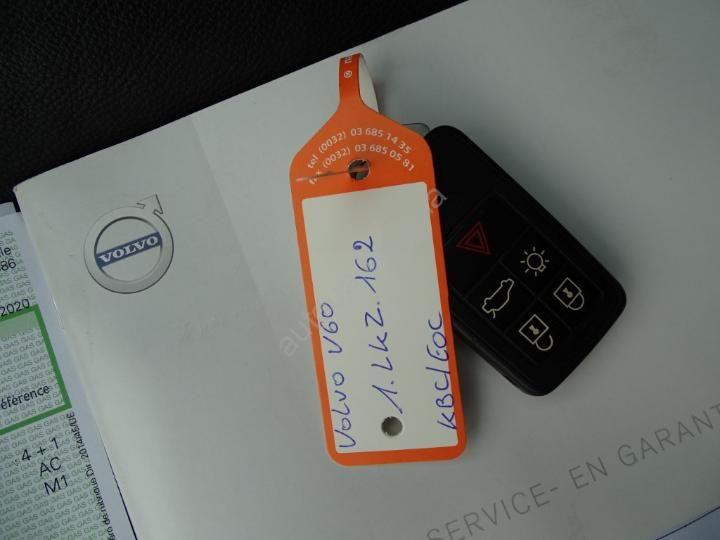 tel (0032) 03 685 14 35
fax (0032) 03 685 05 81
VOLVO V60
1.LKZ.162
KBC/EOC
VOLVO
SERVICE- EN GARANT
2020
référence
4 + 1
AC
M1